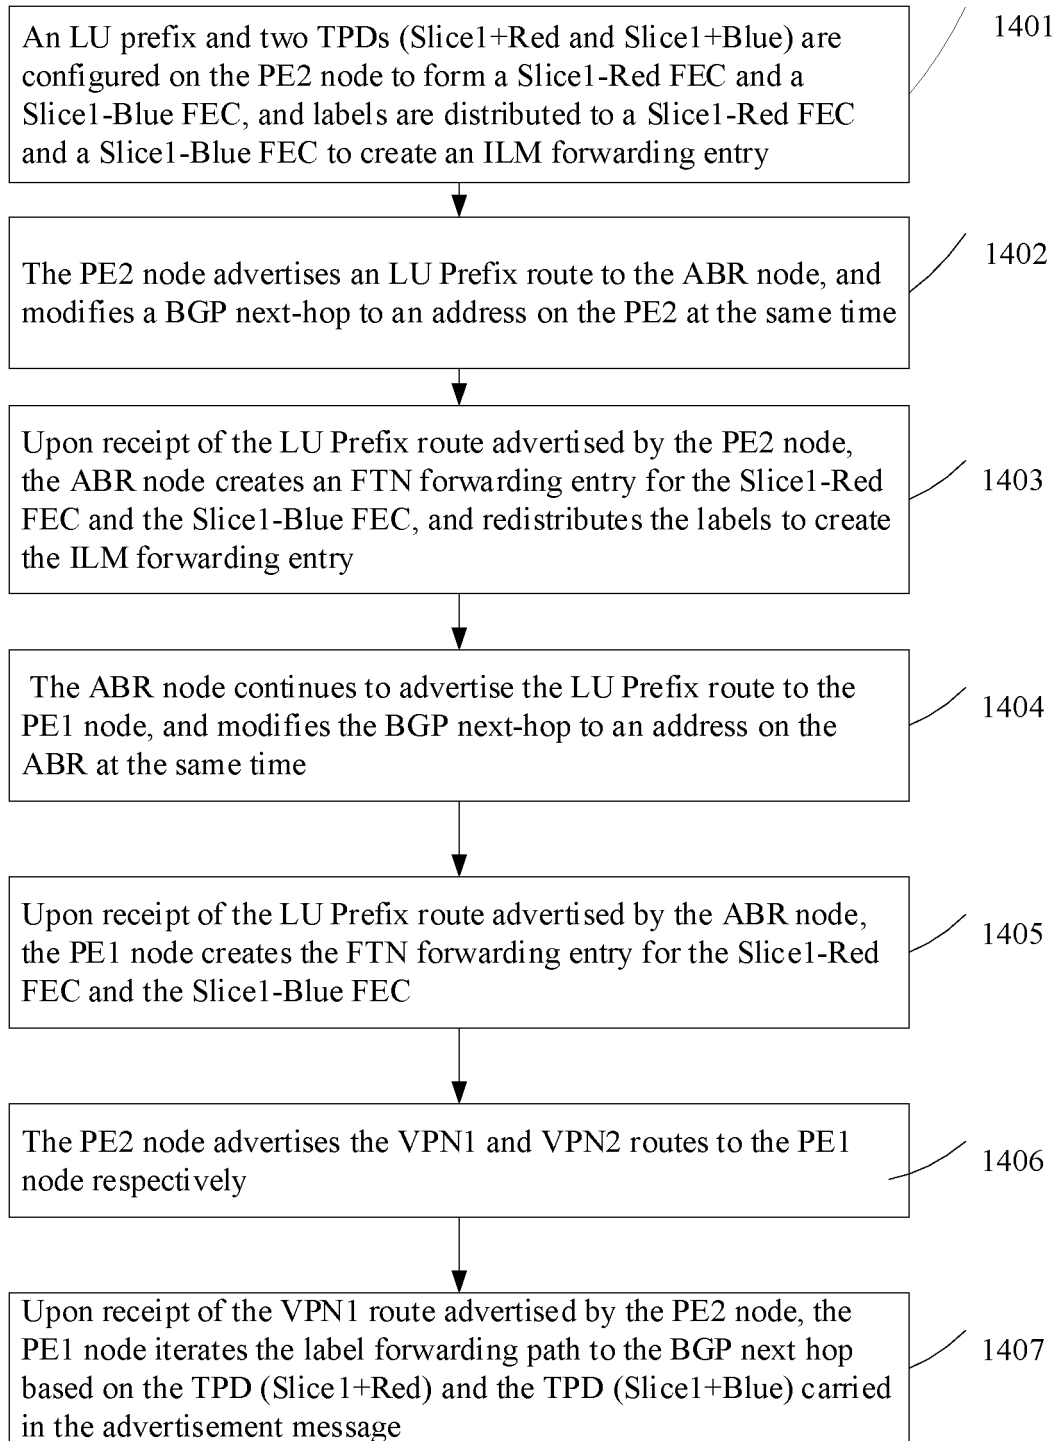 An LU prefix and two TPDs (Slice1+Red and Slice1+Blue) are
configured on the PE2 node to form a Slice1-Red FEC and a
Slice1-Blue FEC, and labels are distributed to a Slice1-Red FEC
and a Slice1-Blue FEC to create an ILM forwarding entry
1401
The PE2 node advertises an LU Prefix route to the ABR node, and
modifies a BGP next-hop to an address on the PE2 at the same time
1402
Upon receipt of the LU Prefix route advertised by the PE2 node,
the ABR node creates an FTN forwarding entry for the Slice1-Red
FEC and the Slice1-Blue FEC, and redistributes the labels to create
the ILM forwarding entry
1403
The ABR node continues to advertise the LU Prefix route to the
PE1 node, and modifies the BGP next-hop to an address on the
ABR at the same time
1404
Upon receipt of the LU Prefix route advertised by the ABR node,
the PE1 node creates the FTN forwarding entry for the Slice1-Red
FEC and the Slice1-Blue FEC
1405
The PE2 node advertises the VPN1 and VPN2 routes to the PE1
node respectively
1406
Upon receipt of the VPN1 route advertised by the PE2 node, the
PE1 node iterates the label forwarding path to the BGP next hop
based on the TPD (Slice1+Red) and the TPD (Slice1+Blue) carried
in the advertisement message
1407